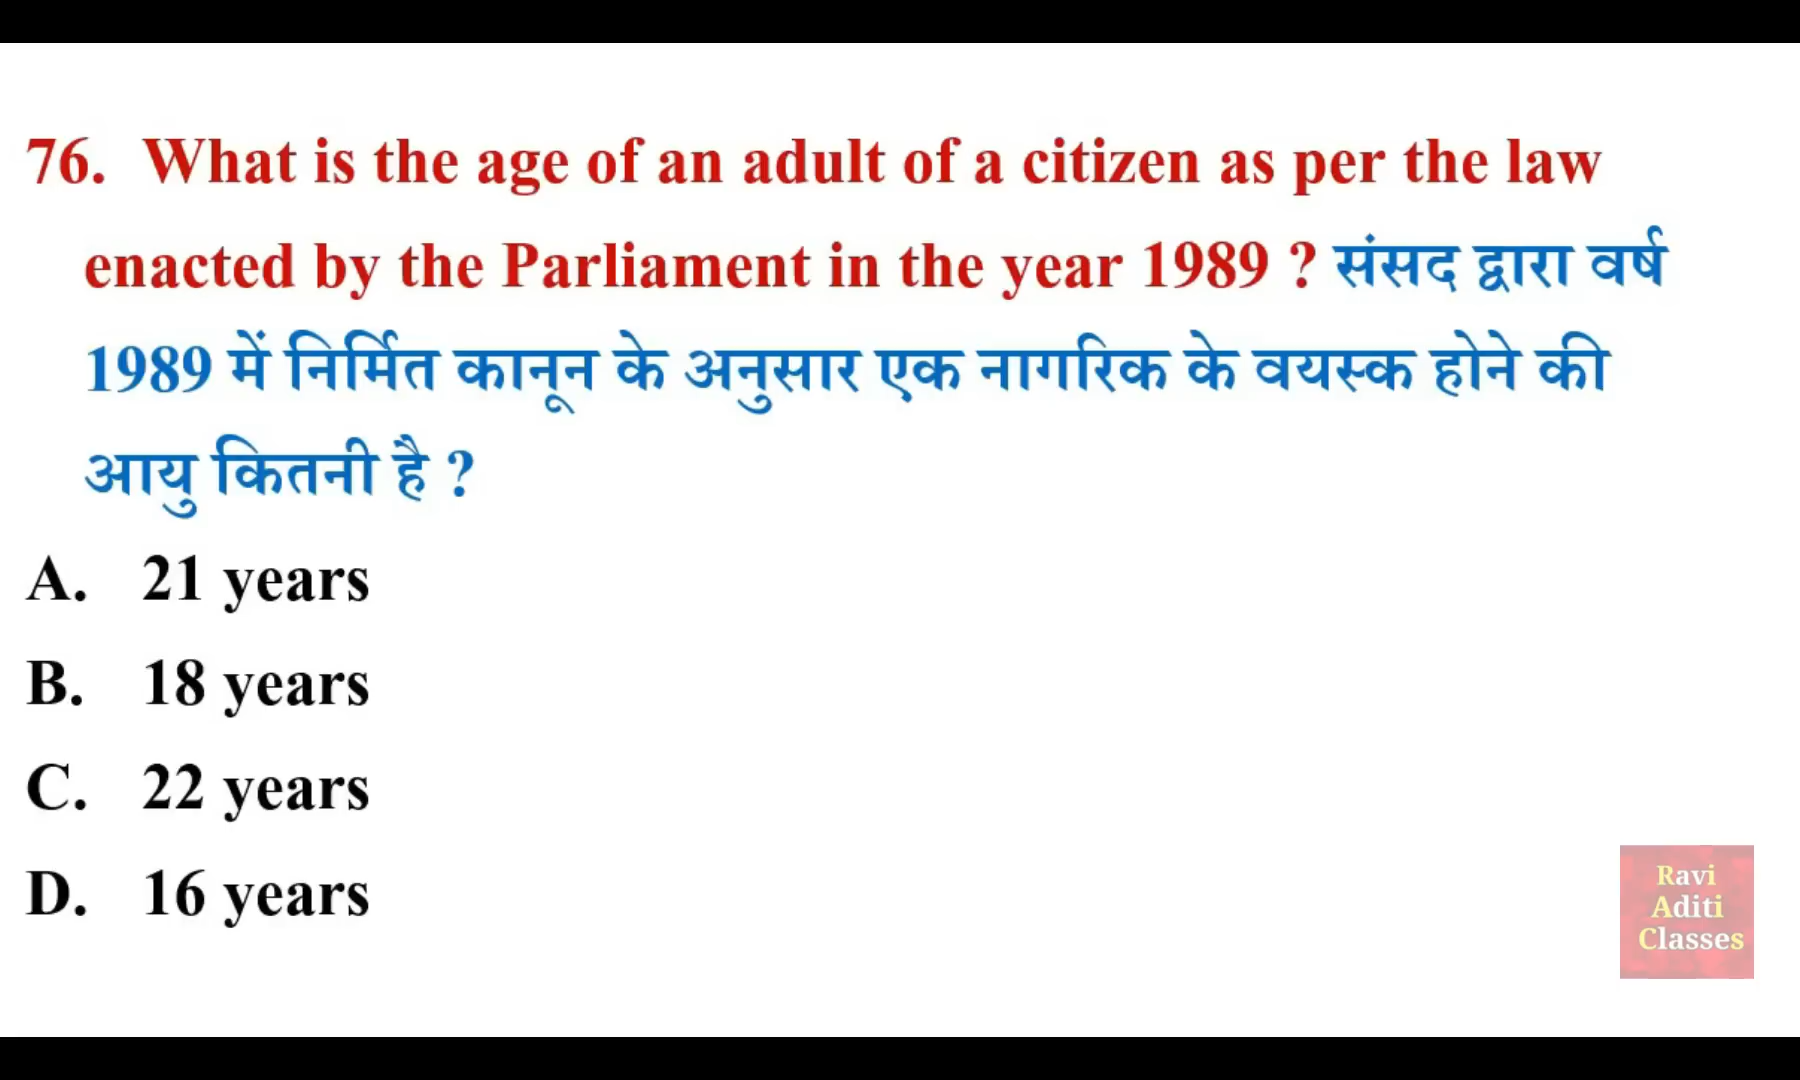 76. What is the age of an adult of a citizen as per the law
enacted by the Parliament in the year 1989 ? संसद द्वारा वर्ष
1989 में निर्मित कानून के अनुसार एक नागरिक के वयस्क होने की
आयु कितनी है ?
A. 21 years
B. 18 years
C. 22 years
D. 16 years
Ravi
Aditi
Classes